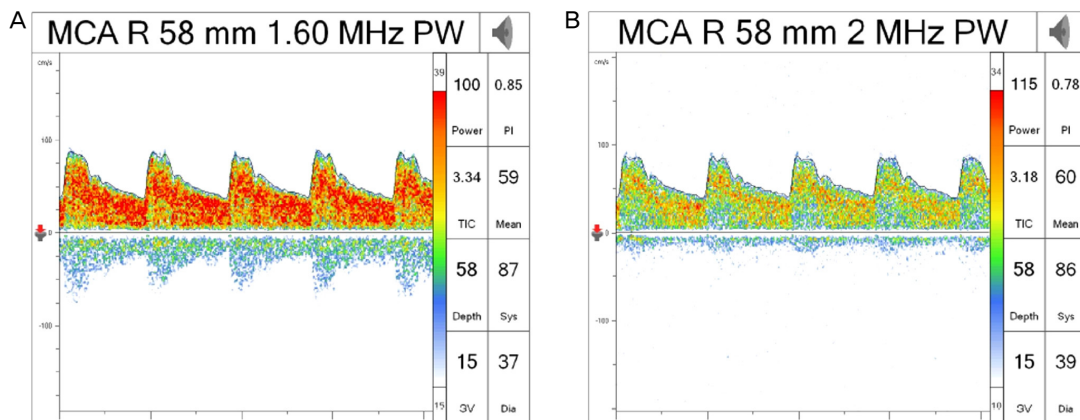 A
MCA R 58 mm 1.60 MHz PW
cm/s
100
0
-100
39
15
100
Power
0.85
PI
3.34
TIC
59
Mean
58
Depth
87
Sys
15
SV
37
Dia
B
MCA R 58 mm 2 MHz PW
cm/s
100
0
-100
34
10
115
Power
0.78
PI
3.18
TIC
60
Mean
58
Depth
86
Sys
15
SV
39
Dia